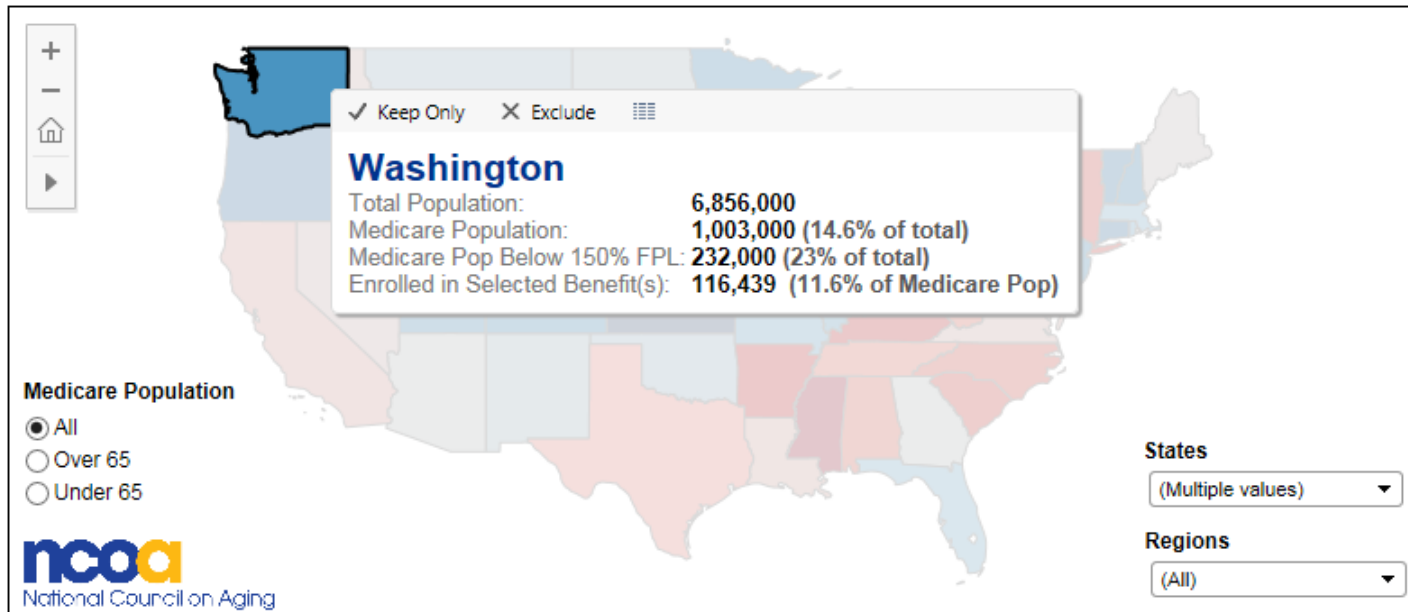 Keep Only Exclude
Washington
Total Population: 6,856,000
Medicare Population: 1,003,000 (14.6% of total)
Medicare Pop Below 150% FPL: 232,000 (23% of total)
Enrolled in Selected Benefit(s): 116,439 (11.6% of Medicare Pop)
Medicare Population
All
Over 65
Under 65
States
(Multiple values)
Regions
(All)
ncoa
National Council on Aging